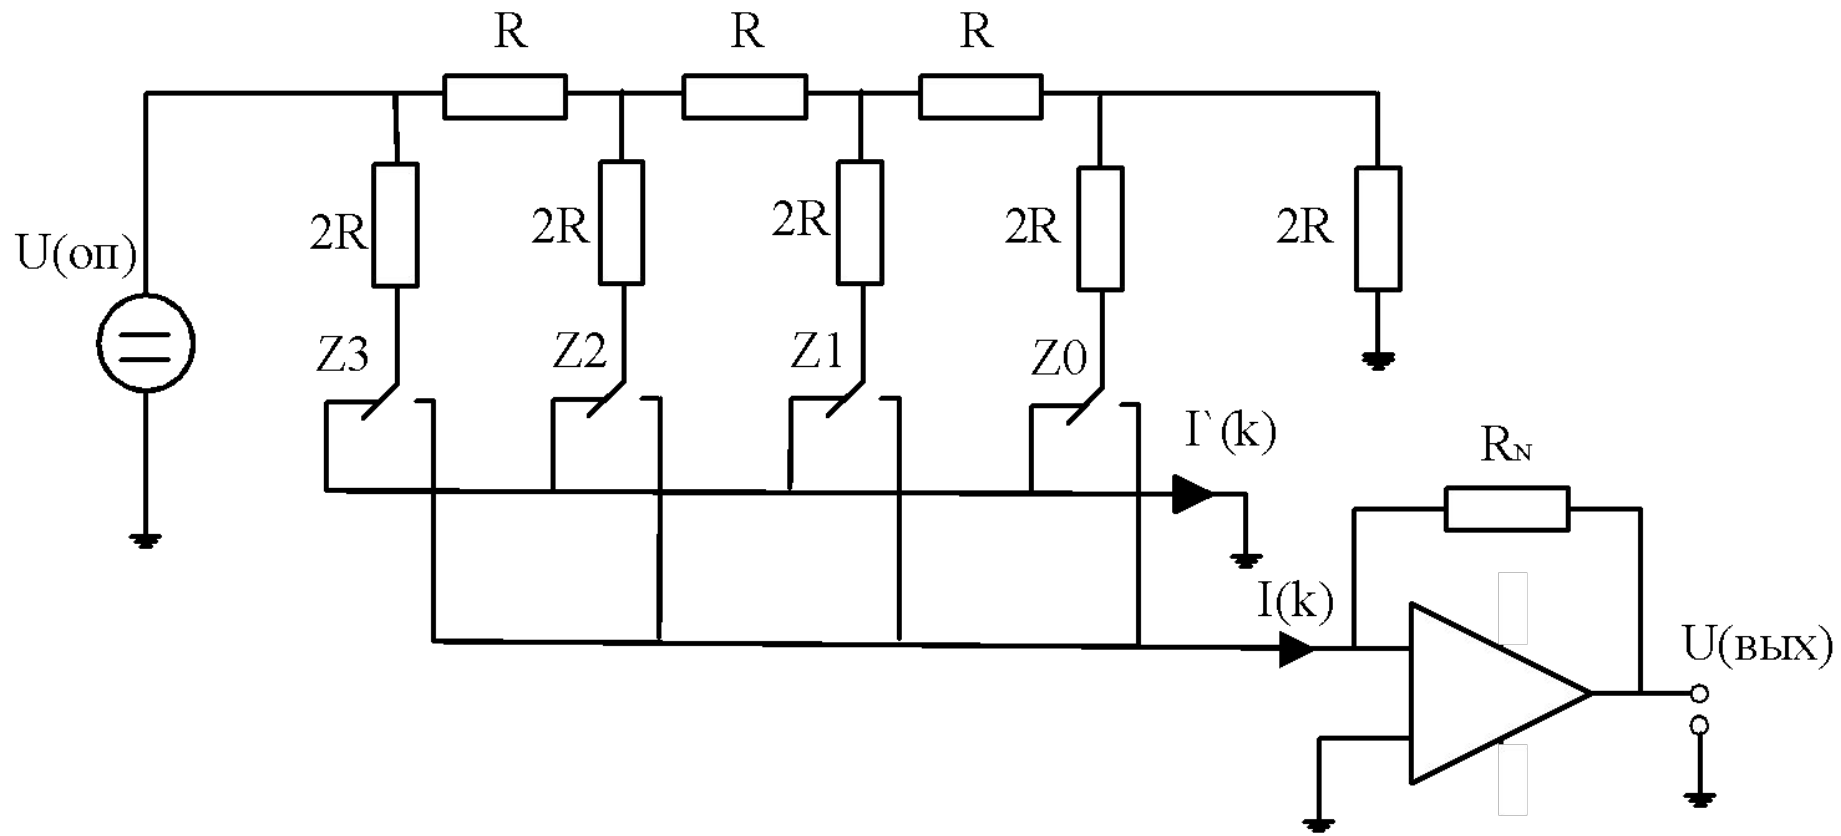 R R R
2R 2R 2R 2R 2R
U(оп)
Z3 Z2 Z1 Z0
I`(k)
RN
I(k)
U(вых)